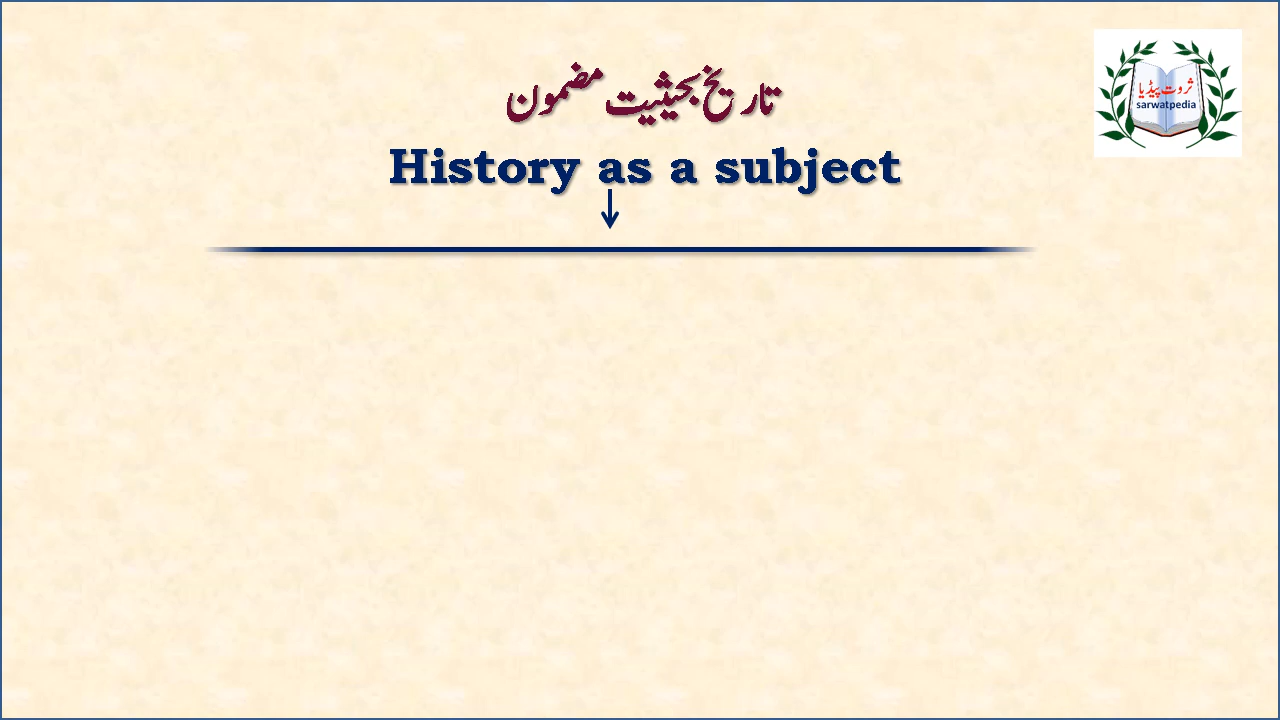 تاریخ بحیثیت مضمون
History as a subject
ثروت پیڈیا
sarwatpedia